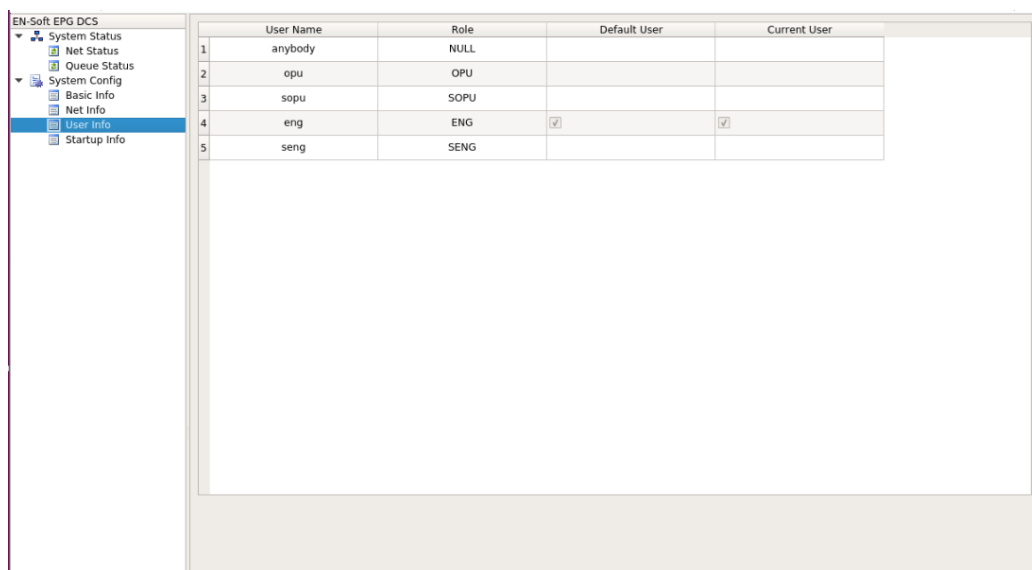 EN-Soft EPG DCS
System Status
Net Status
Queue Status
System Config
Basic Info
Net Info
User Info
Startup Info
User Name Role Default User Current User
1 anybody NULL
2 opu OPU
3 sopu SOPU
4 eng ENG
5 seng SENG